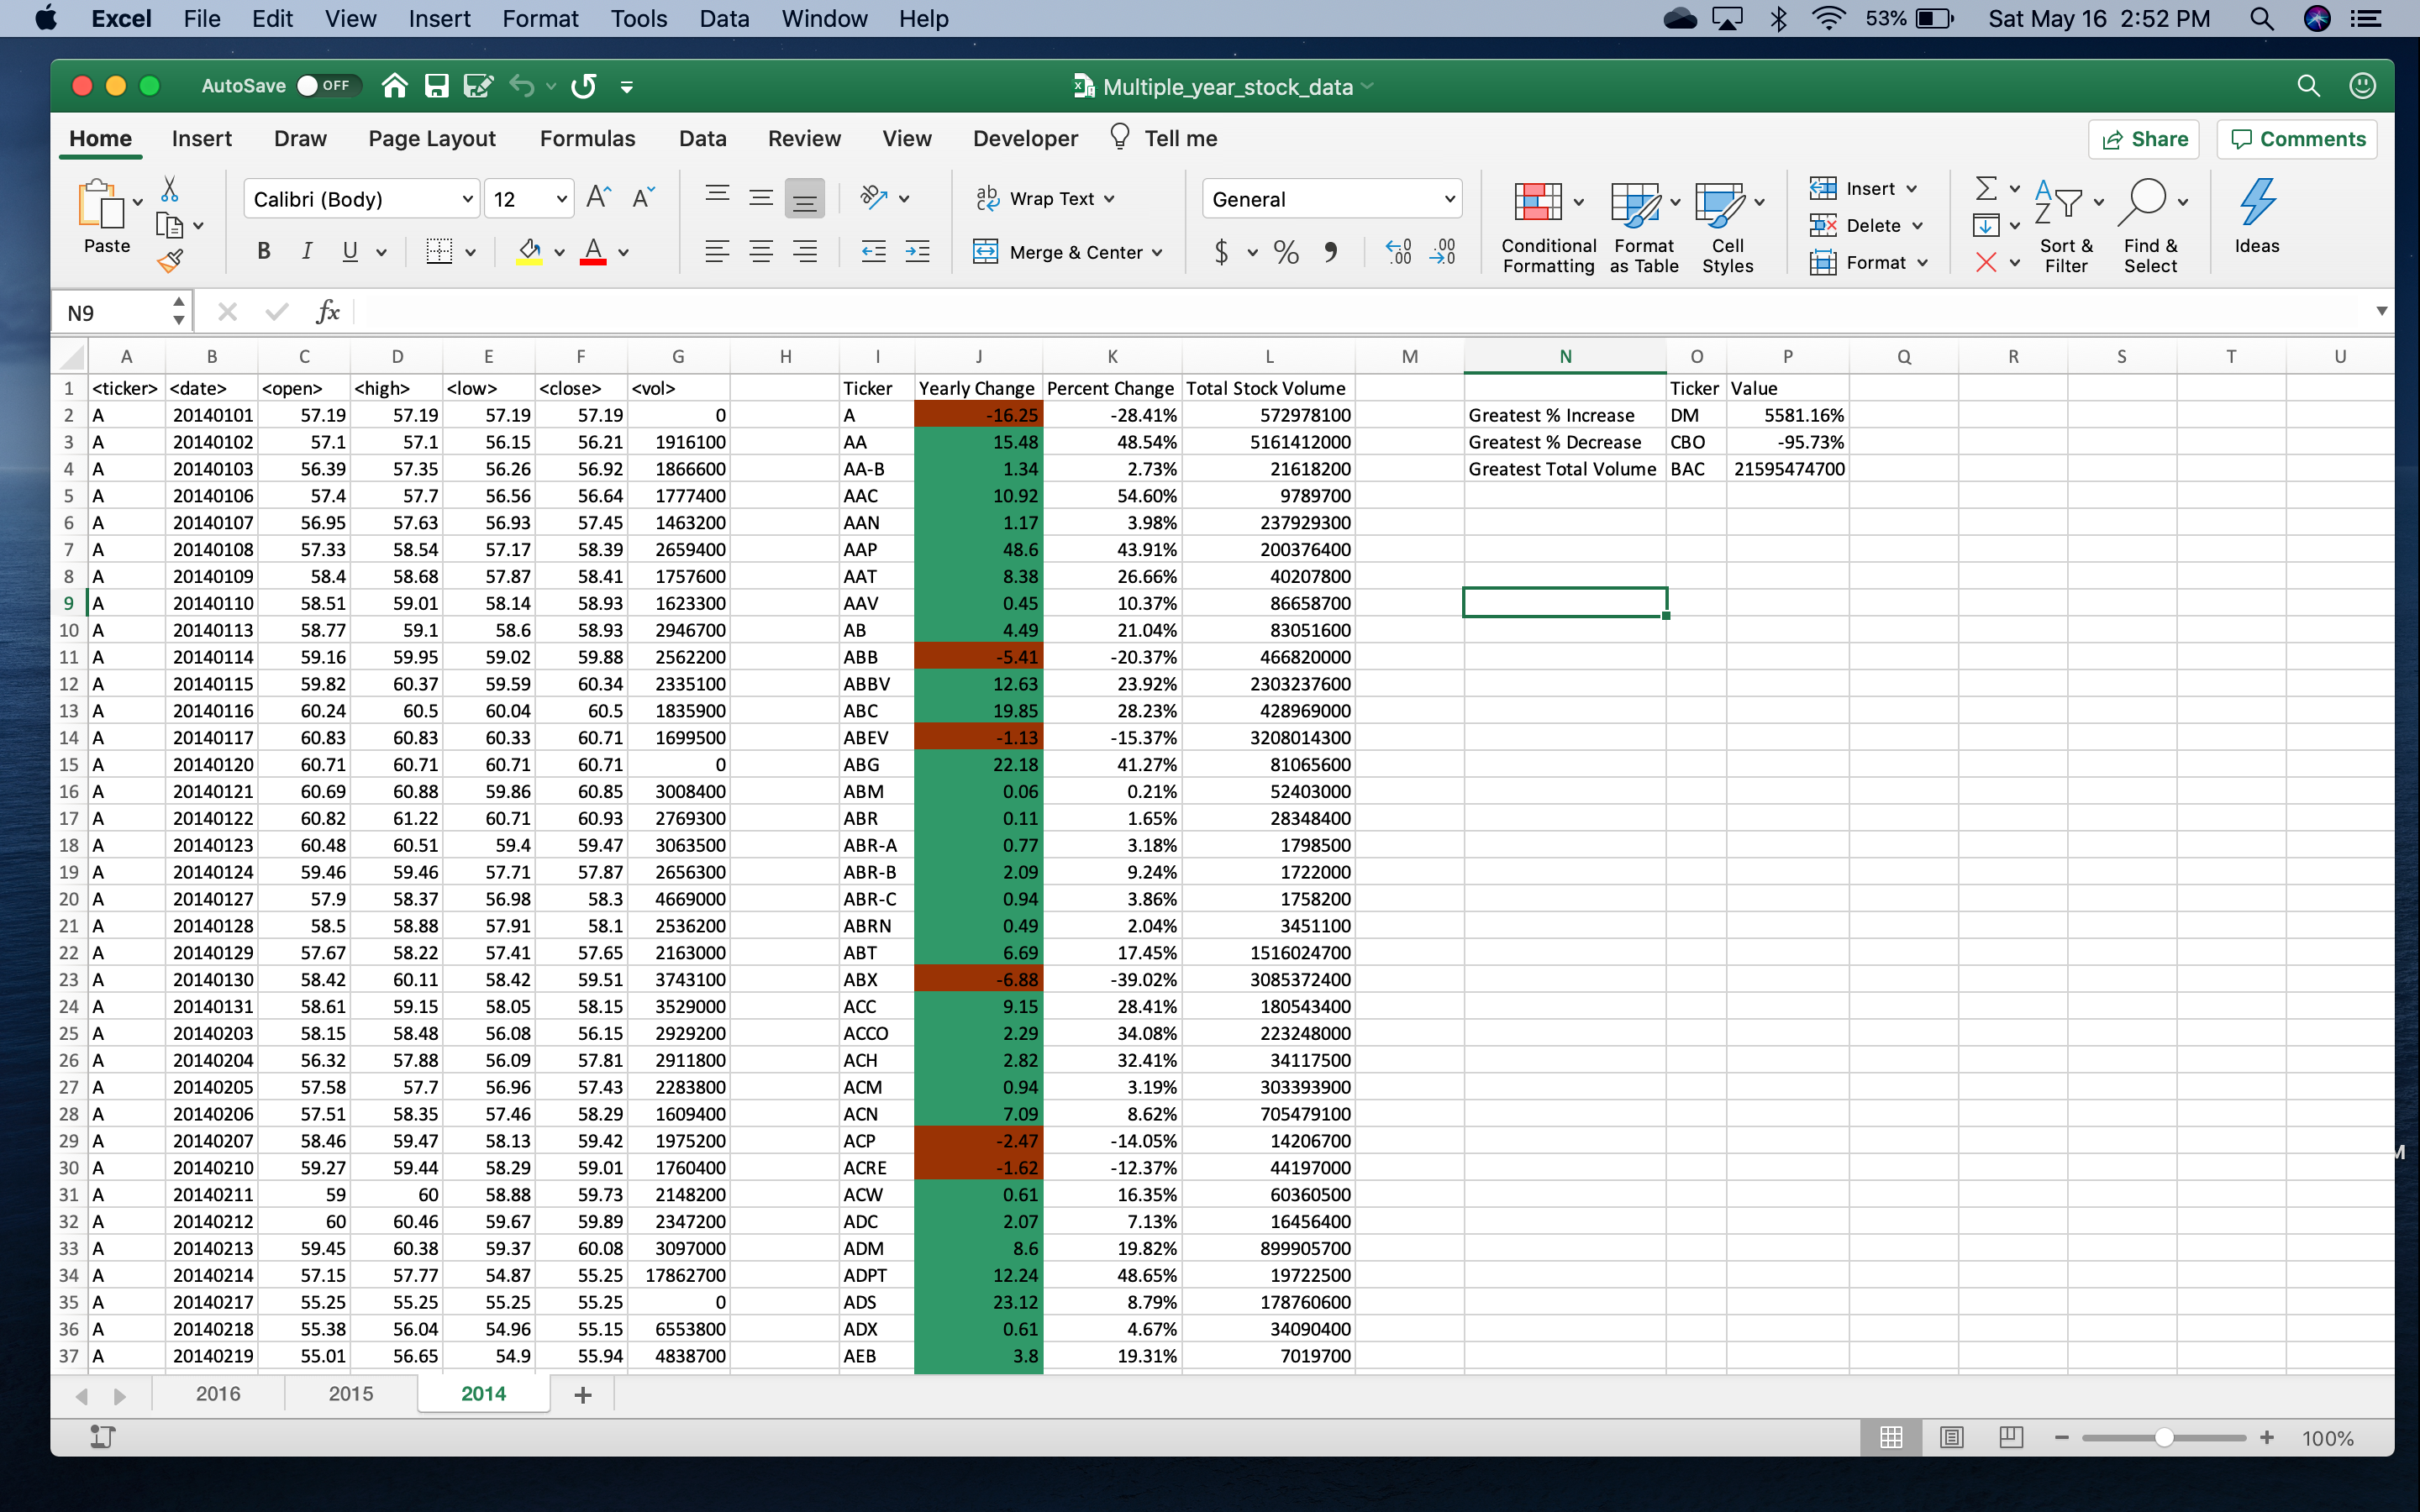 Excel File Edit View Insert Format Tools Data Window Help 53% Sat May 16 2:52 PM
AutoSave OFF Multiple_year_stock_data
Home Insert Draw Page Layout Formulas Data Review View Developer Tell me Share Comments
Paste Calibri (Body) 12 Wrap Text General Insert
B I U A Merge & Center $ % Conditional Formatting Format as Table Cell Styles Delete Format Sort & Filter Find & Select Ideas
N9 fx
A B C D E F G H I J K L M N O P Q R S T U
1 <ticker> <date> <open> <high> <low> <close> <vol> Ticker Yearly Change Percent Change Total Stock Volume Ticker Value
2 A 20140101 57.19 57.19 57.19 57.19 0 A -16.25 -28.41% 572978100 Greatest % Increase DM 5581.16%
3 A 20140102 57.1 57.1 56.15 56.21 1916100 AA 15.48 48.54% 5161412000 Greatest % Decrease CBO -95.73%
4 A 20140103 56.39 57.35 56.26 56.92 1866600 AA-B 1.34 2.73% 21618200 Greatest Total Volume BAC 21595474700
5 A 20140106 57.4 57.7 56.56 56.64 1777400 AAC 10.92 54.60% 9789700
6 A 20140107 56.95 57.63 56.93 57.45 1463200 AAN 1.17 3.98% 237929300
7 A 20140108 57.33 58.54 57.17 58.39 2659400 AAP 48.6 43.91% 200376400
8 A 20140109 58.4 58.68 57.87 58.41 1757600 AAT 8.38 26.66% 40207800
9 A 20140110 58.51 59.01 58.14 58.93 1623300 AAV 0.45 10.37% 86658700
10 A 20140113 58.77 59.1 58.6 58.93 2946700 AB 4.49 21.04% 83051600
11 A 20140114 59.16 59.95 59.02 59.88 2562200 ABB -5.41 -20.37% 466820000
12 A 20140115 59.82 60.37 59.59 60.34 2335100 ABBV 12.63 23.92% 2303237600
13 A 20140116 60.24 60.5 60.04 60.5 1835900 ABC 19.85 28.23% 428969000
14 A 20140117 60.83 60.83 60.33 60.71 1699500 ABEV -1.13 -15.37% 3208014300
15 A 20140120 60.71 60.71 60.71 60.71 0 ABG 22.18 41.27% 81065600
16 A 20140121 60.69 60.88 59.86 60.85 3008400 ABM 0.06 0.21% 52403000
17 A 20140122 60.82 61.22 60.71 60.93 2769300 ABR 0.11 1.65% 28348400
18 A 20140123 60.48 60.51 59.4 59.47 3063500 ABR-A 0.77 3.18% 1798500
19 A 20140124 59.46 59.46 57.71 57.87 2656300 ABR-B 2.09 9.24% 1722000
20 A 20140127 57.9 58.37 56.98 58.3 4669000 ABR-C 0.94 3.86% 1758200
21 A 20140128 58.5 58.88 57.91 58.1 2536200 ABRN 0.49 2.04% 3451100
22 A 20140129 57.67 58.22 57.41 57.65 2163000 ABT 6.69 17.45% 1516024700
23 A 20140130 58.42 60.11 58.42 59.51 3743100 ABX -6.88 -39.02% 3085372400
24 A 20140131 58.61 59.15 58.05 58.15 3529000 ACC 9.15 28.41% 180543400
25 A 20140203 58.15 58.48 56.08 56.15 2929200 ACCO 2.29 34.08% 223248000
26 A 20140204 56.32 57.88 56.09 57.81 2911800 ACH 2.82 32.41% 34117500
27 A 20140205 57.58 57.7 56.96 57.43 2283800 ACM 0.94 3.19% 303393900
28 A 20140206 57.51 58.35 57.46 58.29 1609400 ACN 7.09 8.62% 705479100
29 A 20140207 58.46 59.47 58.13 59.42 1975200 ACP -2.47 -14.05% 14206700
30 A 20140210 59.27 59.44 58.29 59.01 1760400 ACRE -1.62 -12.37% 44197000
31 A 20140211 59 60 58.88 59.73 2148200 ACW 0.61 16.35% 60360500
32 A 20140212 60 60.46 59.67 59.89 2347200 ADC 2.07 7.13% 16456400
33 A 20140213 59.45 60.38 59.37 60.08 3097000 ADM 8.6 19.82% 899905700
34 A 20140214 57.15 57.77 54.87 55.25 17862700 ADPT 12.24 48.65% 19722500
35 A 20140217 55.25 55.25 55.25 55.25 0 ADS 23.12 8.79% 178760600
36 A 20140218 55.38 56.04 54.96 55.15 6553800 ADX 0.61 4.67% 34090400
37 A 20140219 55.01 56.65 54.9 55.94 4838700 AEB 3.8 19.31% 7019700
2016 2015 2014 +
100%